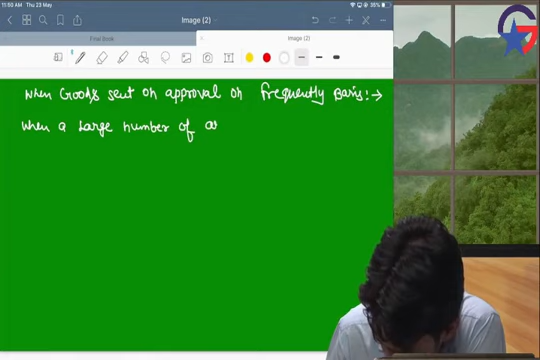 11:50 AM Thu 23 May
35%
Image (2)
Final Book
Image (2)
When Goods sent on approval on frequently Basis:→
When a large number of